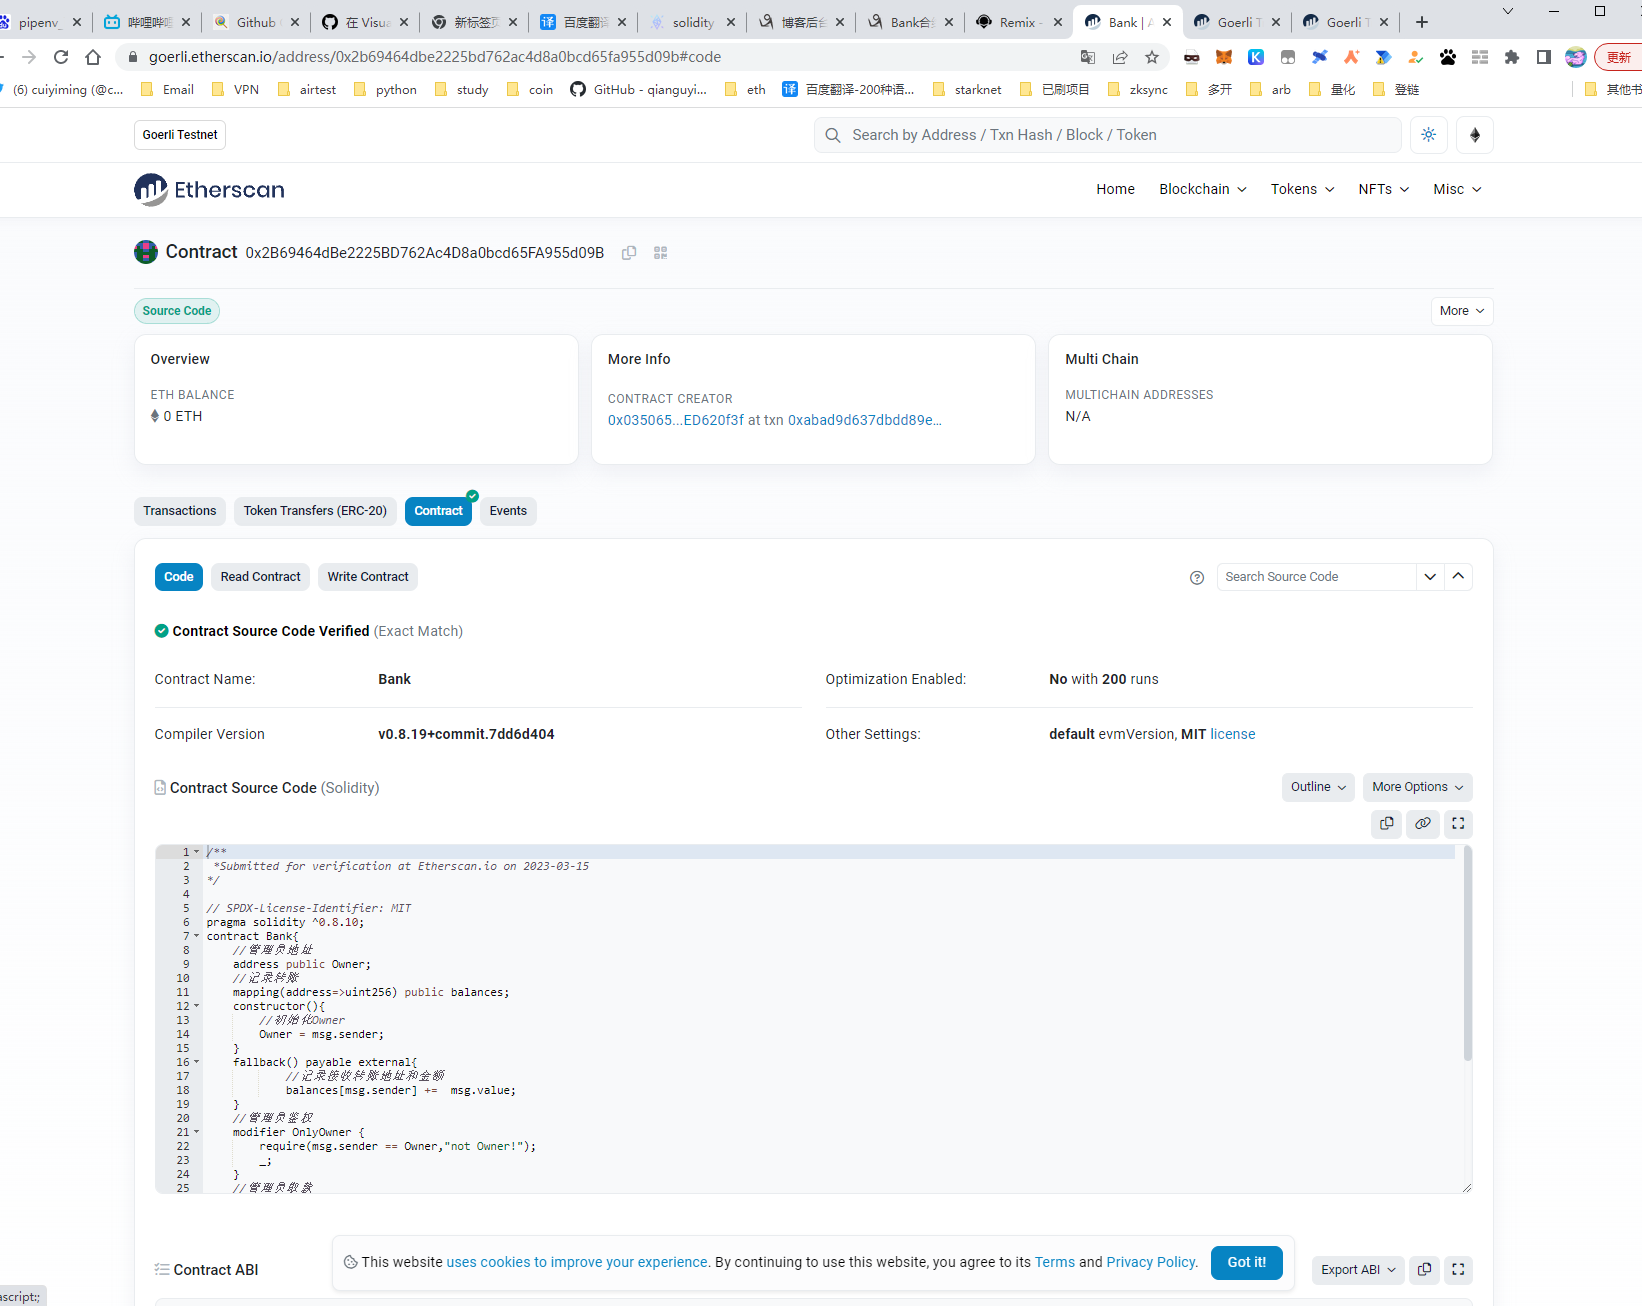 pipenv_
哔哩哔哩
Github
在 Visua
新标签页
百度翻译
solidity
博客后台
Bank合约
Remix -
Bank | A
Goerli T
Goerli T
goerli.etherscan.io/address/0x2b69464dbe2225bd762ac4d8a0bcd65fa955d09b#code
更新
(6) cuiyiming (@c...
Email
VPN
airtest
python
study
coin
GitHub - qianguyi...
eth
百度翻译-200种语...
starknet
已刷项目
zksync
多开
arb
量化
登链
其他书
Goerli Testnet
Search by Address / Txn Hash / Block / Token
Etherscan
Home
Blockchain
Tokens
NFTs
Misc
Contract 0x2B69464dBe2225BD762Ac4D8a0bcd65FA955d09B
Source Code
More
Overview
ETH BALANCE
0 ETH
More Info
CONTRACT CREATOR
0x035065...ED620f3f at txn 0xabad9d637dbdd89e...
Multi Chain
MULTICHAIN ADDRESSES
N/A
Transactions
Token Transfers (ERC-20)
Contract
Events
Code
Read Contract
Write Contract
Search Source Code
Contract Source Code Verified (Exact Match)
Contract Name:
Bank
Optimization Enabled:
No with 200 runs
Compiler Version
v0.8.19+commit.7dd6d404
Other Settings:
default evmVersion, MIT license
Contract Source Code (Solidity)
Outline
More Options
1 /**
2 *Submitted for verification at Etherscan.io on 2023-03-15
3 */
4
5 // SPDX-License-Identifier: MIT
6 pragma solidity ^0.8.10;
7 contract Bank{
8 //管理员地址
9 address public Owner;
10 //记录转账
11 mapping(address=>uint256) public balances;
12 constructor(){
13 //初始化Owner
14 Owner = msg.sender;
15 }
16 fallback() payable external{
17 //记录接收转账地址和金额
18 balances[msg.sender] += msg.value;
19 }
20 //管理员鉴权
21 modifier OnlyOwner {
22 require(msg.sender == Owner,"not Owner!");
23 _;
24 }
25 //管理员取款
Contract ABI
This website uses cookies to improve your experience. By continuing to use this website, you agree to its Terms and Privacy Policy.
Got it!
Export ABI
ascript:;